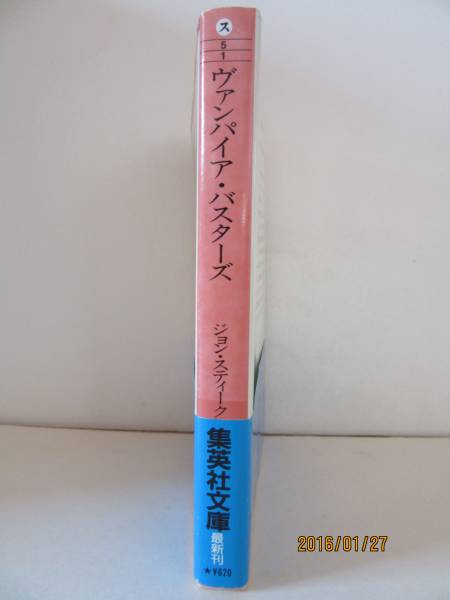 ス
5
1
ヴァンパイア・バスターズ
ジョン・スティーク
集英社文庫
最新刊
★¥620
2016/01/27